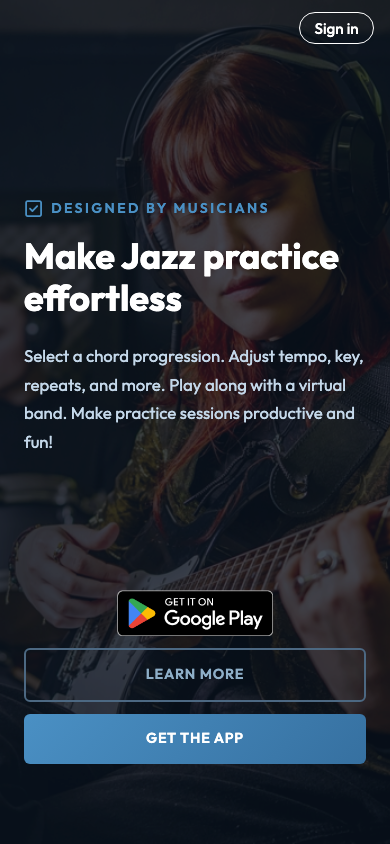 Sign in
DESIGNED BY MUSICIANS
Make Jazz practice
effortless
Select a chord progression. Adjust tempo, key,
repeats, and more. Play along with a virtual
band. Make practice sessions productive and
fun!
GET IT ON
Google Play
LEARN MORE
GET THE APP